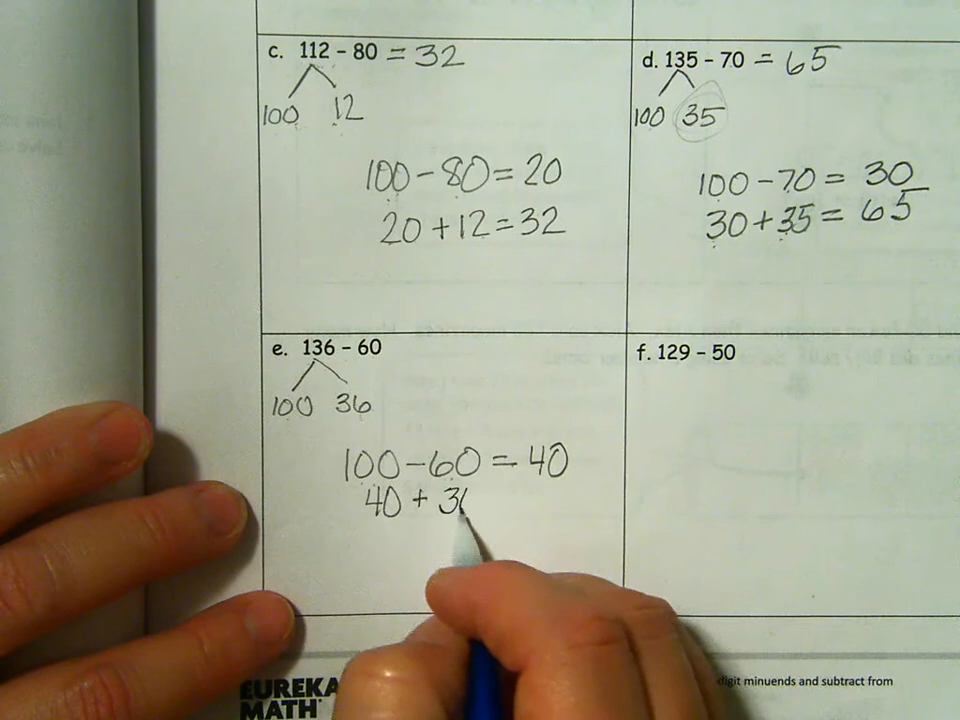 c. 112 - 80 = 32
100 12
100 - 80 = 20
20 + 12 = 32
d. 135 - 70 = 65
100 35
100 - 70 = 30
30 + 35 = 65
e. 136 - 60
100 36
100 - 60 = 40
40 + 3
f. 129 - 50
EUREKA
MATH
digit minuends and subtract from